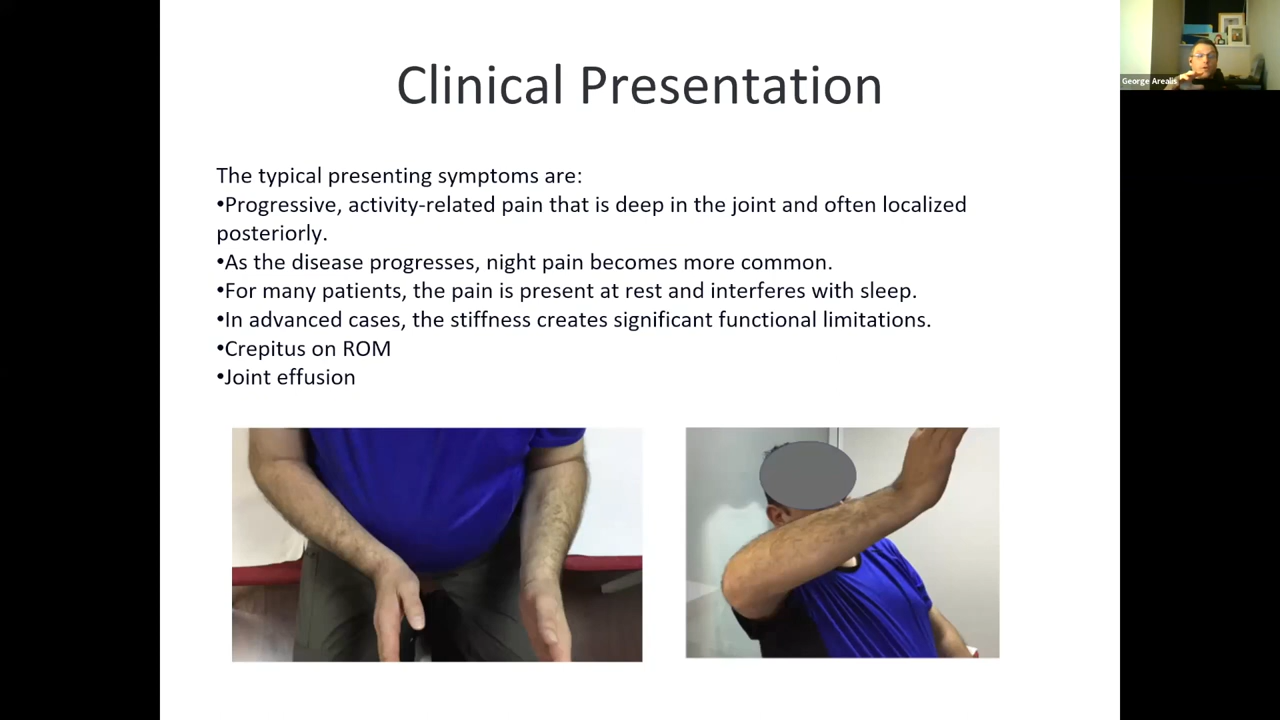 Clinical Presentation
George Arealis
The typical presenting symptoms are:
•Progressive, activity-related pain that is deep in the joint and often localized
posteriorly.
•As the disease progresses, night pain becomes more common.
•For many patients, the pain is present at rest and interferes with sleep.
•In advanced cases, the stiffness creates significant functional limitations.
•Crepitus on ROM
•Joint effusion